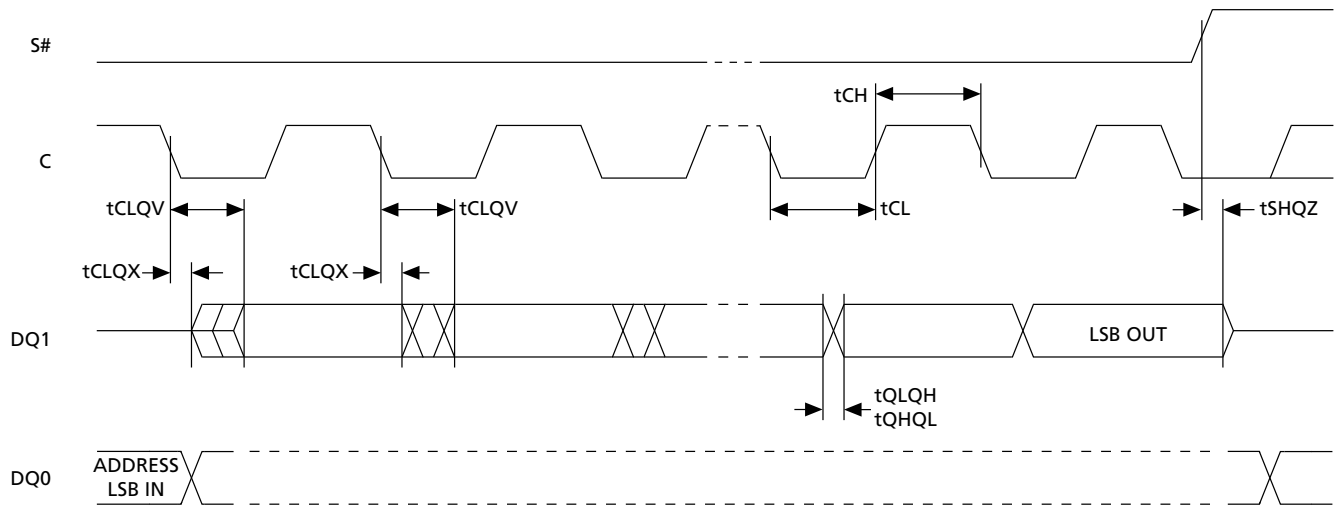 S#
tCH
C
tCLQV
tCLQV
tCL
tSHQZ
tCLQX
tCLQX
DQ1
LSB OUT
tQLQH
tQHQL
DQ0
ADDRESS
LSB IN